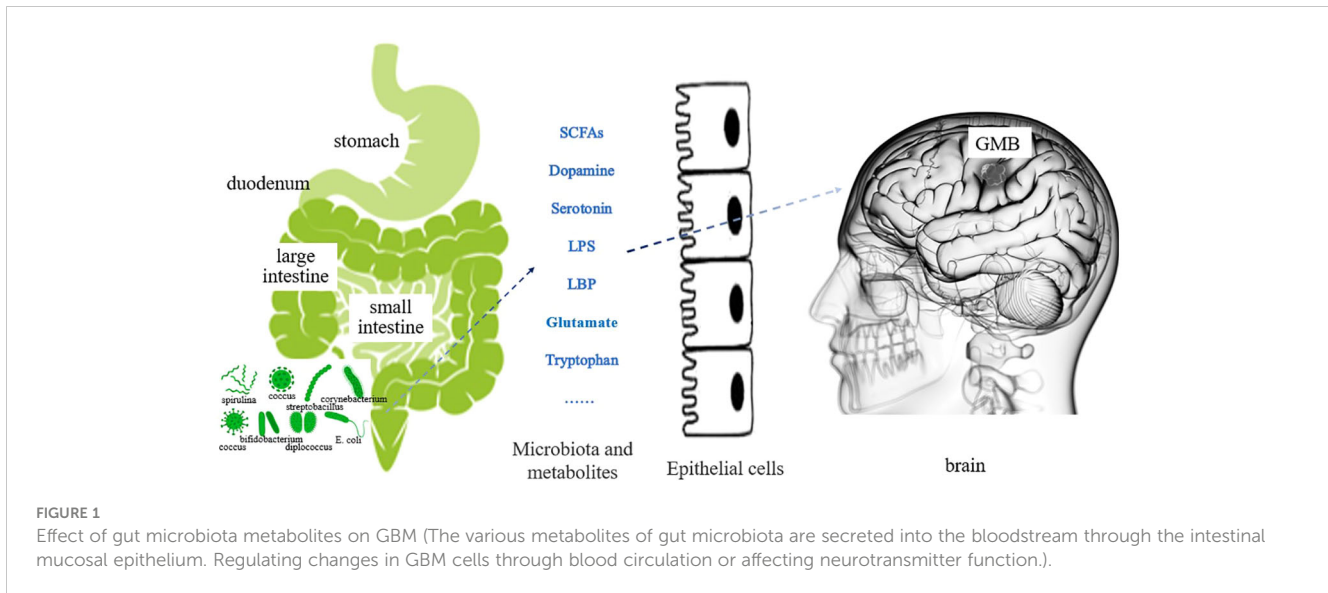 stomach
duodenum
large
intestine
small
intestine
spirulina
coccus
streptobacillus
corynebacterium
coccus
bifidobacterium
diplococcus
E. coli
SCFAs
Dopamine
Serotonin
LPS
LBP
Glutamate
Tryptophan
......
Microbiota and
metabolites
Epithelial cells
GMB
brain
FIGURE 1
Effect of gut microbiota metabolites on GBM (The various metabolites of gut microbiota are secreted into the bloodstream through the intestinal
mucosal epithelium. Regulating changes in GBM cells through blood circulation or affecting neurotransmitter function.).